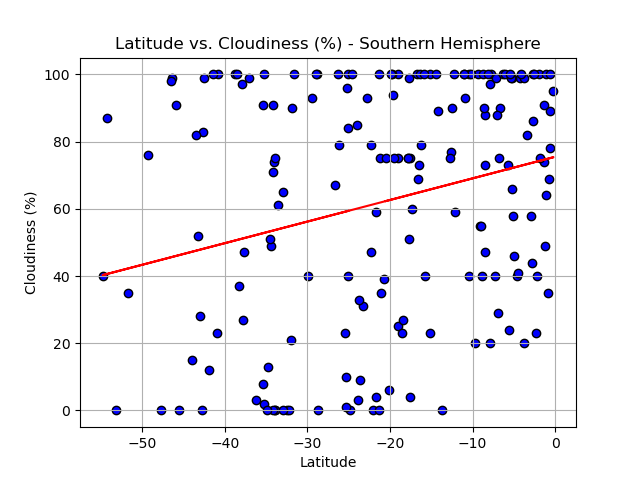 Latitude vs. Cloudiness (%) - Southern Hemisphere
100
80
60
40
20
0
Cloudiness (%)
−50 −40 −30 −20 −10 0
Latitude